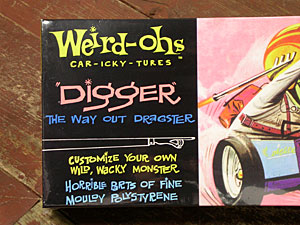 Weird-ohs
CAR-ICKY-TURES ™
"DIGGER"
THE WAY OUT DRAGSTER
CUSTOMIZE YOUR OWN
WILD, WACKY MONSTER
HORRIBLE BITS OF FINE
MOULDY POLYSTYRENE